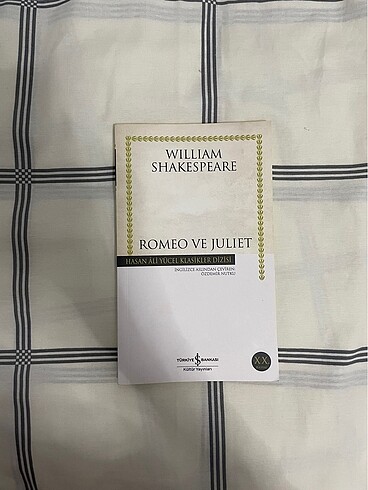 WILLIAM
SHAKESPEARE
ROMEO VE JULIET
HASAN ÂLİ YÜCEL KLASİKLER DİZİSİ
İNGİLİZCE ASLINDAN ÇEVİREN:
ÖZDEMİR NUTKU
TÜRKİYE İŞ BANKASI
Kültür Yayınları
XX